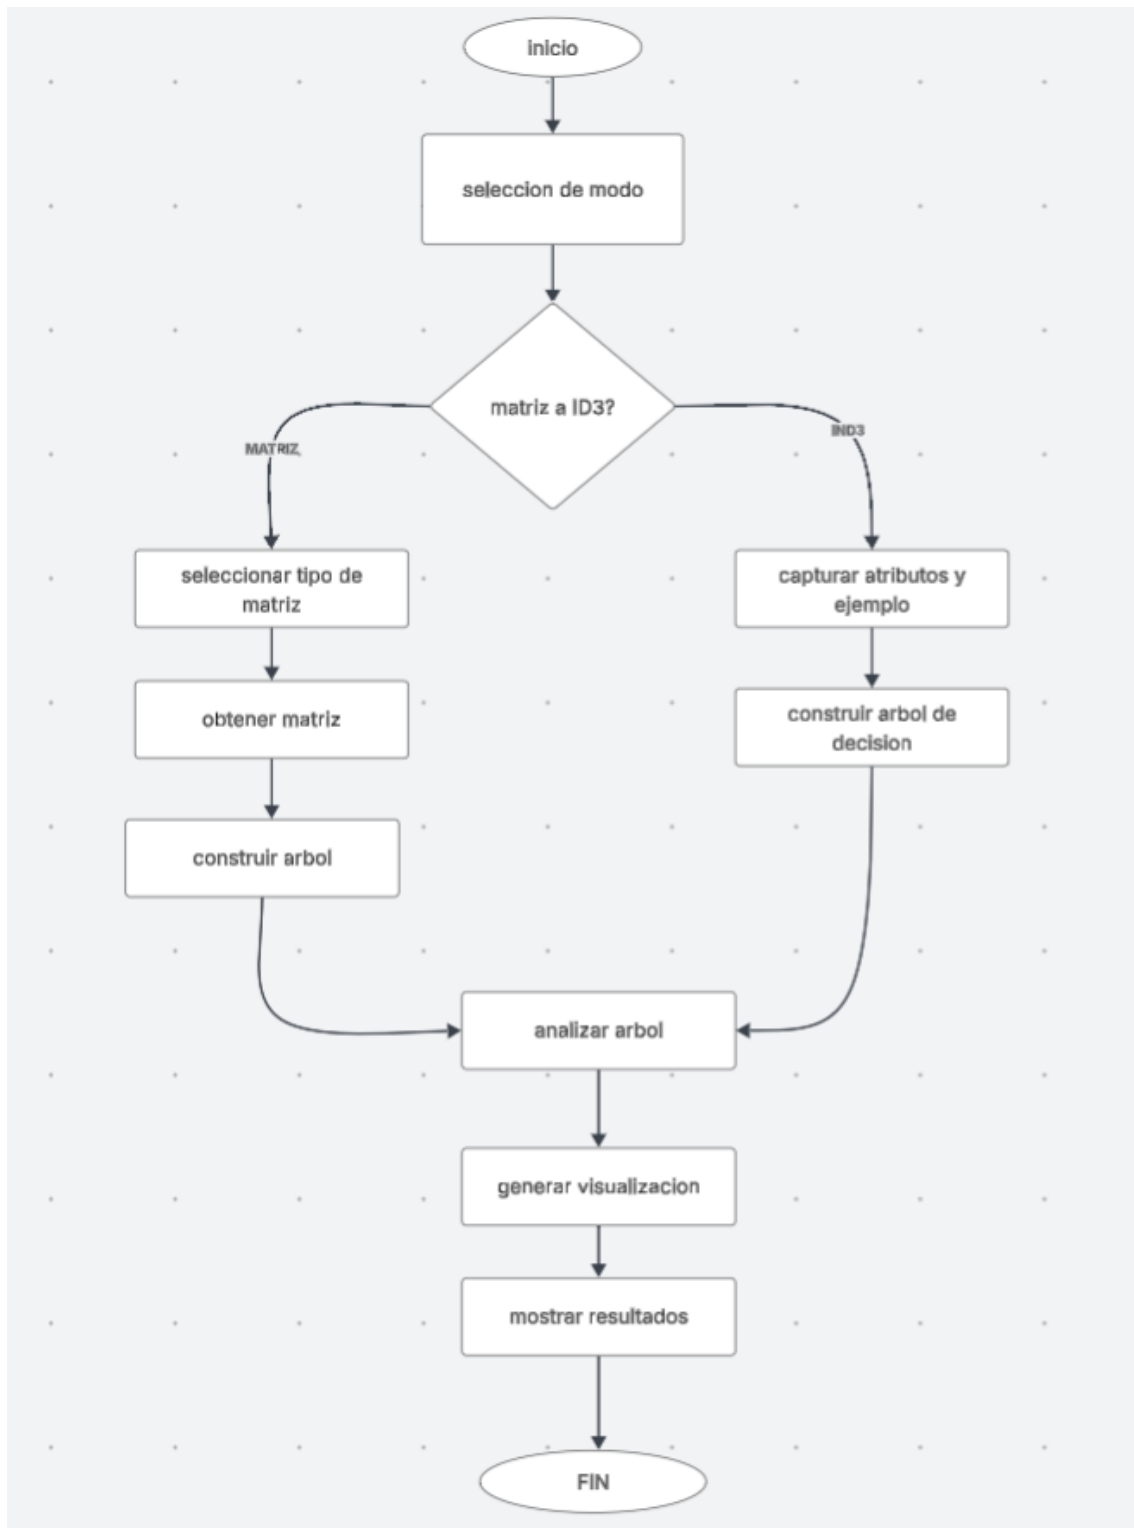 inicio
seleccion de modo
matriz a ID3?
MATRIZ
IND3
seleccionar tipo de
matriz
capturar atributos y
ejemplo
obtener matriz
construir arbol de
decision
construir arbol
analizar arbol
generar visualizacion
mostrar resultados
FIN